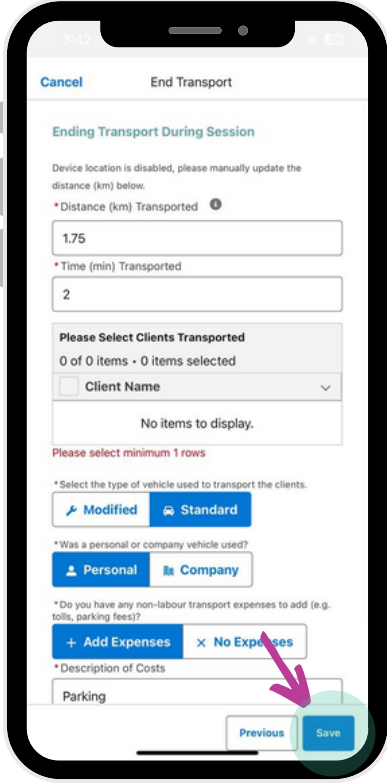 3:42
Cancel End Transport
Ending Transport During Session
Device location is disabled, please manually update the
distance (km) below.
*Distance (km) Transported
1.75
*Time (min) Transported
2
Please Select Clients Transported
0 of 0 items • 0 items selected
Client Name
No items to display.
Please select minimum 1 rows
*Select the type of vehicle used to transport the clients.
Modified Standard
*Was a personal or company vehicle used?
Personal Company
*Do you have any non-labour transport expenses to add (e.g.
tolls, parking fees)?
+ Add Expenses × No Expenses
*Description of Costs
Parking
Previous Save